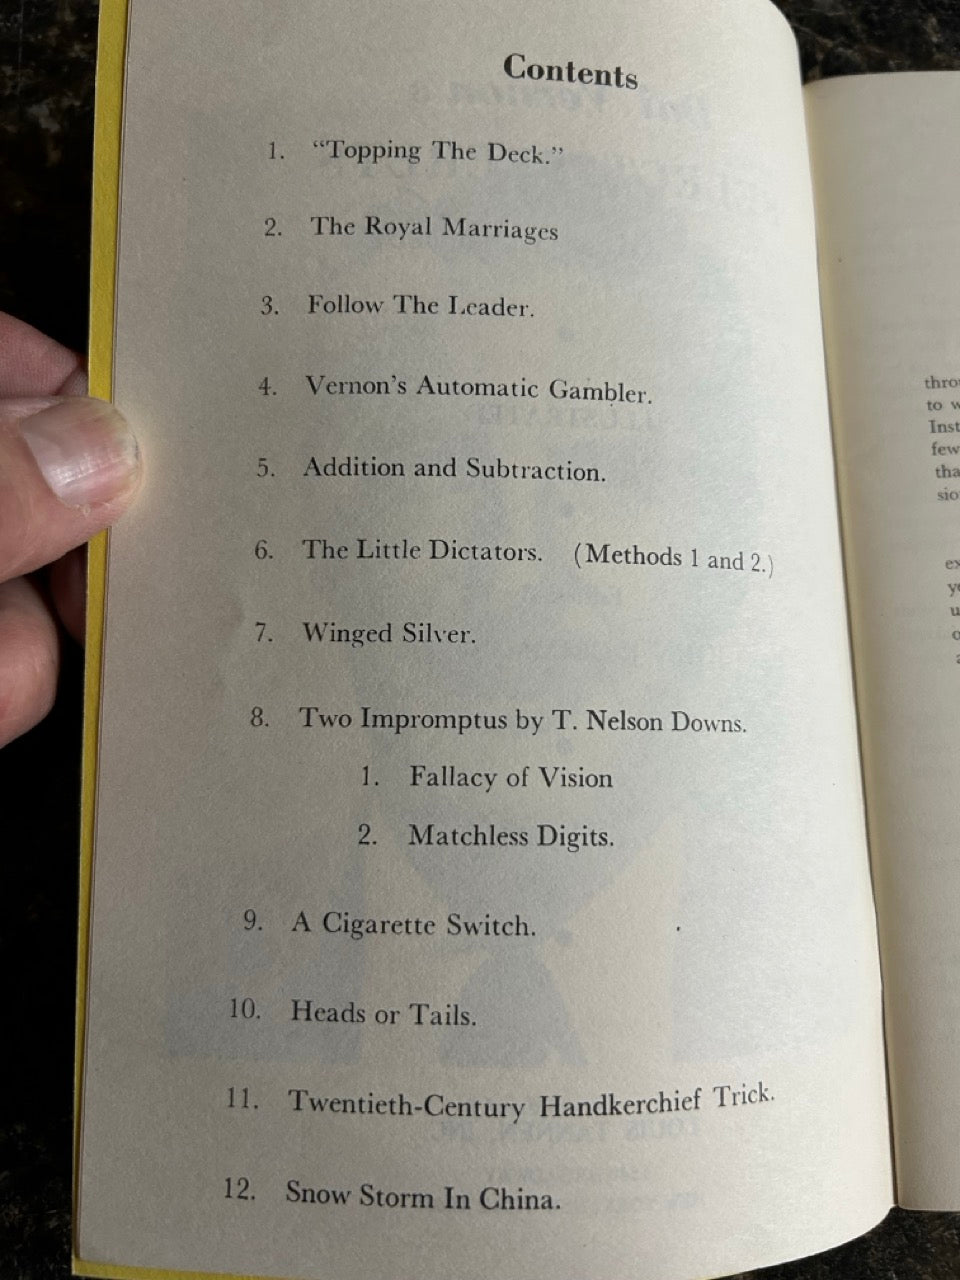 Contents
1. “Topping The Deck.”
2. The Royal Marriages
3. Follow The Leader.
4. Vernon’s Automatic Gambler.
5. Addition and Subtraction.
6. The Little Dictators. (Methods 1 and 2.)
7. Winged Silver.
8. Two Impromptus by T. Nelson Downs.
1. Fallacy of Vision
2. Matchless Digits.
9. A Cigarette Switch.
10. Heads or Tails.
11. Twentieth-Century Handkerchief Trick.
12. Snow Storm In China.
to
few